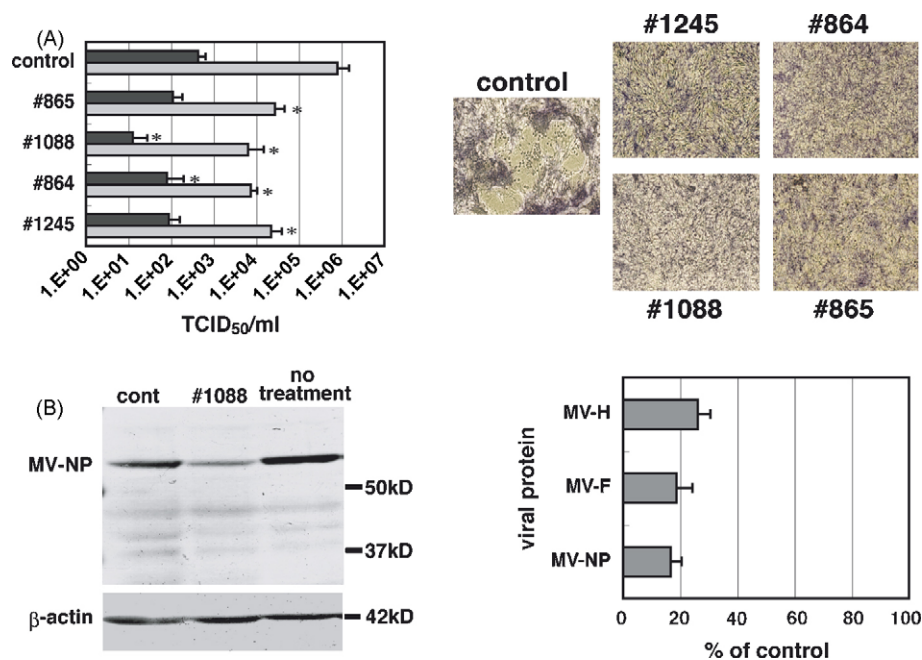 (A)
control
#865
*
#1088
*
*
#864
*
*
#1245
*
1.E+00
1.E+01
1.E+02
1.E+03
1.E+04
1.E+05
1.E+06
1.E+07
TCID50/ml
control
#1245
#864
#1088
#865
(B)
cont
#1088
no
treatment
MV-NP
50kD
37kD
β-actin
42kD
viral protein
MV-H
MV-F
MV-NP
0
20
40
60
80
100
% of control